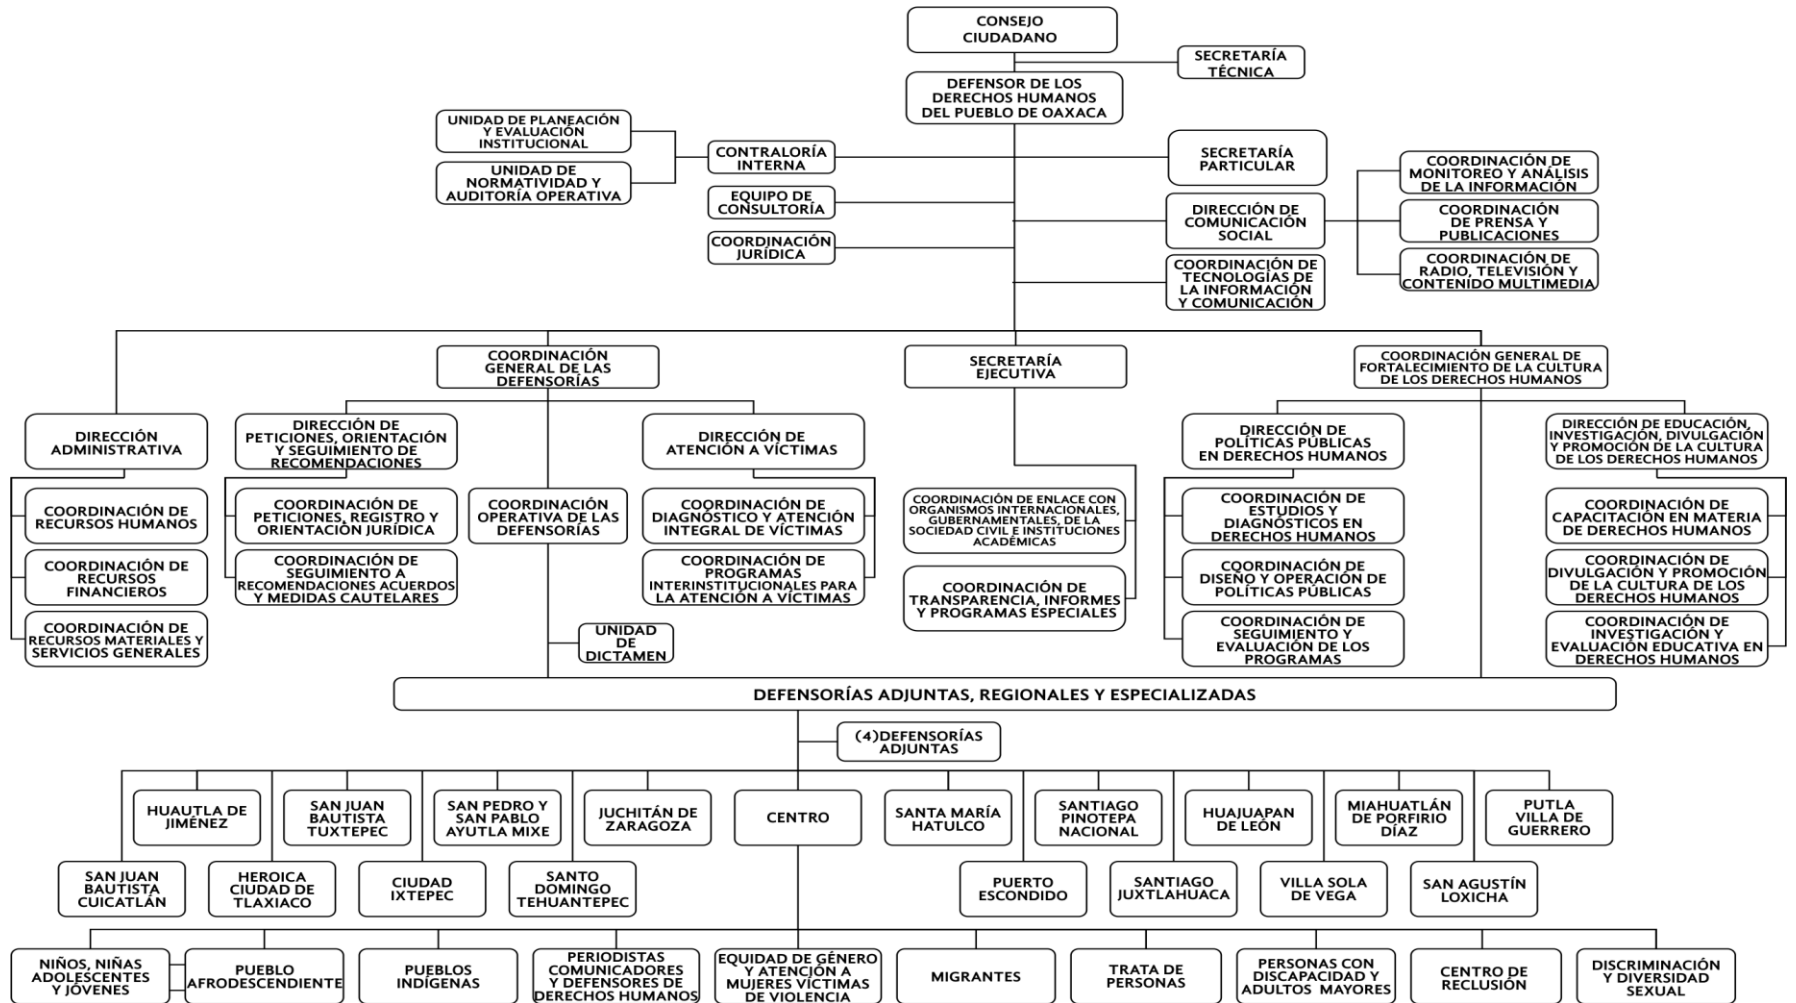 CONSEJO
CIUDADANO
SECRETARÍA
TÉCNICA
DEFENSOR DE LOS
DERECHOS HUMANOS
DEL PUEBLO DE OAXACA
UNIDAD DE PLANEACIÓN
Y EVALUACIÓN
INSTITUCIONAL
UNIDAD DE
NORMATIVIDAD Y
AUDITORÍA OPERATIVA
CONTRALORÍA
INTERNA
EQUIPO DE
CONSULTORÍA
COORDINACIÓN
JURÍDICA
SECRETARÍA
PARTICULAR
DIRECCIÓN DE
COMUNICACIÓN
SOCIAL
COORDINACIÓN DE
TECNOLOGÍAS DE
LA INFORMACIÓN
Y COMUNICACIÓN
COORDINACIÓN DE
MONITOREO Y ANÁLISIS
DE LA INFORMACIÓN
COORDINACIÓN
DE PRENSA Y
PUBLICACIONES
COORDINACIÓN DE
RADIO, TELEVISIÓN Y
CONTENIDO MULTIMEDIA
COORDINACIÓN
GENERAL DE LAS
DEFENSORÍAS
SECRETARÍA
EJECUTIVA
COORDINACIÓN GENERAL DE
FORTALECIMIENTO DE LA CULTURA
DE LOS DERECHOS HUMANOS
DIRECCIÓN
ADMINISTRATIVA
DIRECCIÓN DE
PETICIONES, ORIENTACIÓN
Y SEGUIMIENTO DE
RECOMENDACIONES
DIRECCIÓN DE
ATENCIÓN A VÍCTIMAS
DIRECCIÓN DE
POLÍTICAS PÚBLICAS
EN DERECHOS HUMANOS
DIRECCIÓN DE EDUCACIÓN,
INVESTIGACIÓN, DIVULGACIÓN
Y PROMOCIÓN DE LA CULTURA
DE LOS DERECHOS HUMANOS
COORDINACIÓN DE
RECURSOS HUMANOS
COORDINACIÓN DE
RECURSOS
FINANCIEROS
COORDINACIÓN DE
RECURSOS MATERIALES Y
SERVICIOS GENERALES
COORDINACIÓN DE
PETICIONES, REGISTRO Y
ORIENTACIÓN JURÍDICA
COORDINACIÓN DE
SEGUIMIENTO A
RECOMENDACIONES ACUERDOS
Y MEDIDAS CAUTELARES
COORDINACIÓN
OPERATIVA DE LAS
DEFENSORÍAS
COORDINACIÓN DE
DIAGNÓSTICO Y ATENCIÓN
INTEGRAL DE VÍCTIMAS
COORDINACIÓN DE
PROGRAMAS
INTERINSTITUCIONALES PARA
LA ATENCIÓN A VÍCTIMAS
UNIDAD
DE
DICTAMEN
COORDINACIÓN DE ENLACE CON
ORGANISMOS INTERNACIONALES,
GUBERNAMENTALES, DE LA
SOCIEDAD CIVIL E INSTITUCIONES
ACADÉMICAS
COORDINACIÓN DE
TRANSPARENCIA, INFORMES
Y PROGRAMAS ESPECIALES
COORDINACIÓN DE
ESTUDIOS Y
DIAGNÓSTICOS EN
DERECHOS HUMANOS
COORDINACIÓN DE
DISEÑO Y OPERACIÓN DE
POLÍTICAS PÚBLICAS
COORDINACIÓN DE
SEGUIMIENTO Y
EVALUACIÓN DE LOS
PROGRAMAS
COORDINACIÓN DE
CAPACITACIÓN EN MATERIA
DE DERECHOS HUMANOS
COORDINACIÓN DE
DIVULGACIÓN Y PROMOCIÓN
DE LA CULTURA DE LOS
DERECHOS HUMANOS
COORDINACIÓN DE
INVESTIGACIÓN Y
EVALUACIÓN EDUCATIVA EN
DERECHOS HUMANOS
DEFENSORÍAS ADJUNTAS, REGIONALES Y ESPECIALIZADAS
(4)DEFENSORÍAS
ADJUNTAS
HUAUTLA DE
JIMÉNEZ
SAN JUAN
BAUTISTA
TUXTEPEC
SAN PEDRO Y
SAN PABLO
AYUTLA MIXE
JUCHITÁN DE
ZARAGOZA
CENTRO
SANTA MARÍA
HATULCO
SANTIAGO
PINOTEPA
NACIONAL
HUAJUAPAN
DE LEÓN
MIAHUATLÁN
DE PORFIRIO
DÍAZ
PUTLA
VILLA DE
GUERRERO
SAN JUAN
BAUTISTA
CUICATLÁN
HEROICA
CIUDAD DE
TLAXIACO
CIUDAD
IXTEPEC
SANTO
DOMINGO
TEHUANTEPEC
PUERTO
ESCONDIDO
SANTIAGO
JUXTLAHUACA
VILLA SOLA
DE VEGA
SAN AGUSTÍN
LOXICHA
NIÑOS, NIÑAS
ADOLESCENTES
Y JÓVENES
PUEBLO
AFRODESCENDIENTE
PUEBLOS
INDÍGENAS
PERIODISTAS
COMUNICADORES
Y DEFENSORES DE
DERECHOS HUMANOS
EQUIDAD DE GÉNERO
Y ATENCIÓN A
MUJERES VÍCTIMAS
DE VIOLENCIA
MIGRANTES
TRATA DE
PERSONAS
PERSONAS CON
DISCAPACIDAD Y
ADULTOS MAYORES
CENTRO DE
RECLUSIÓN
DISCRIMINACIÓN
Y DIVERSIDAD
SEXUAL